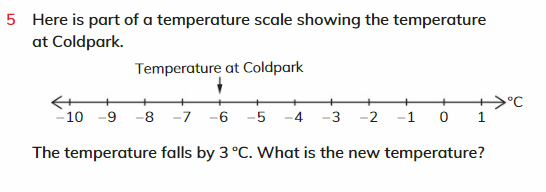 5 Here is part of a temperature scale showing the temperature
at Coldpark.
Temperature at Coldpark
°C
−10 −9 −8 −7 −6 −5 −4 −3 −2 −1 0 1
The temperature falls by 3 °C. What is the new temperature?